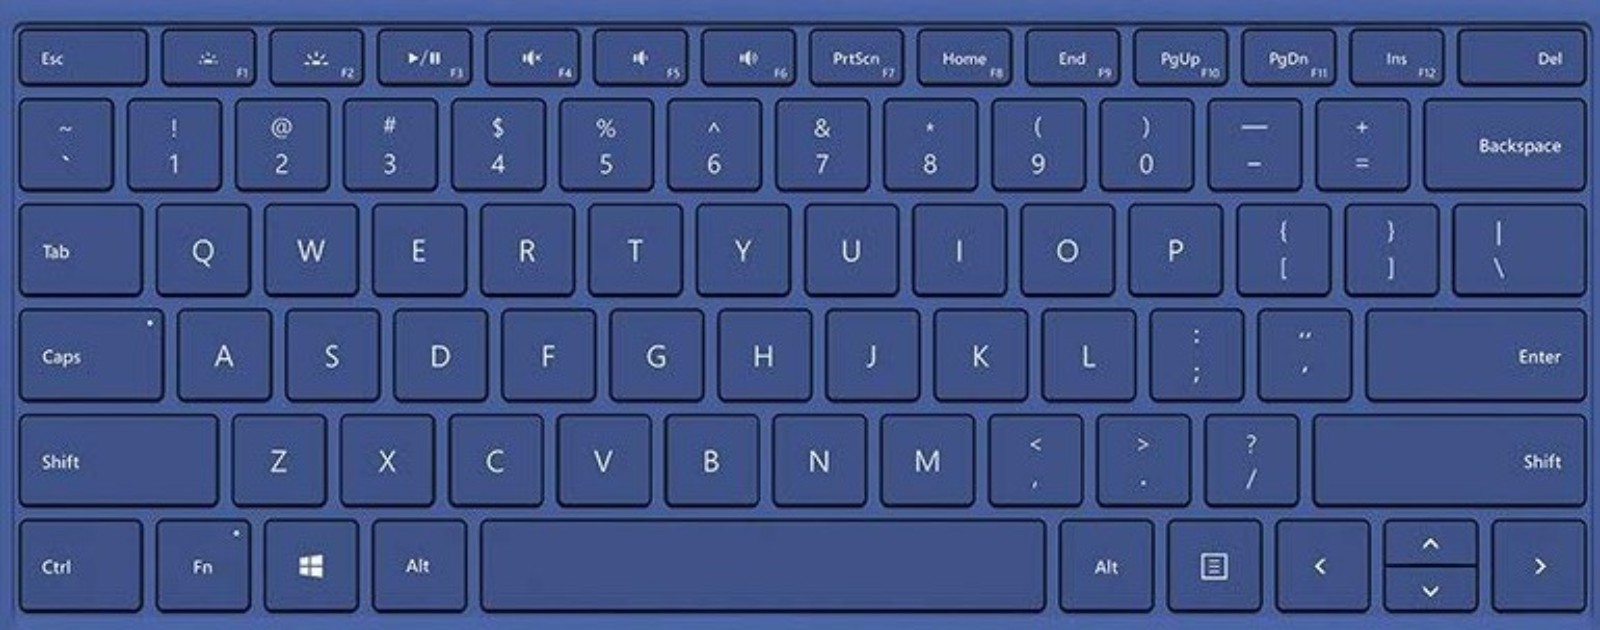 Esc F1 F2 ▶/⏸ F3 F4 F5 F6 PrtScn F7 Home F8 End F9 PgUp F10 PgDn F11 Ins F12 Del
~ ! @ # $ % ^ & * ( ) — +
` 1 2 3 4 5 6 7 8 9 0 – = Backspace
Tab Q W E R T Y U I O P { } |
[ ] \
Caps A S D F G H J K L : “
; ' Enter
Shift Z X C V B N M < > ?
, . / Shift
Ctrl Fn Alt Alt < ^ v >